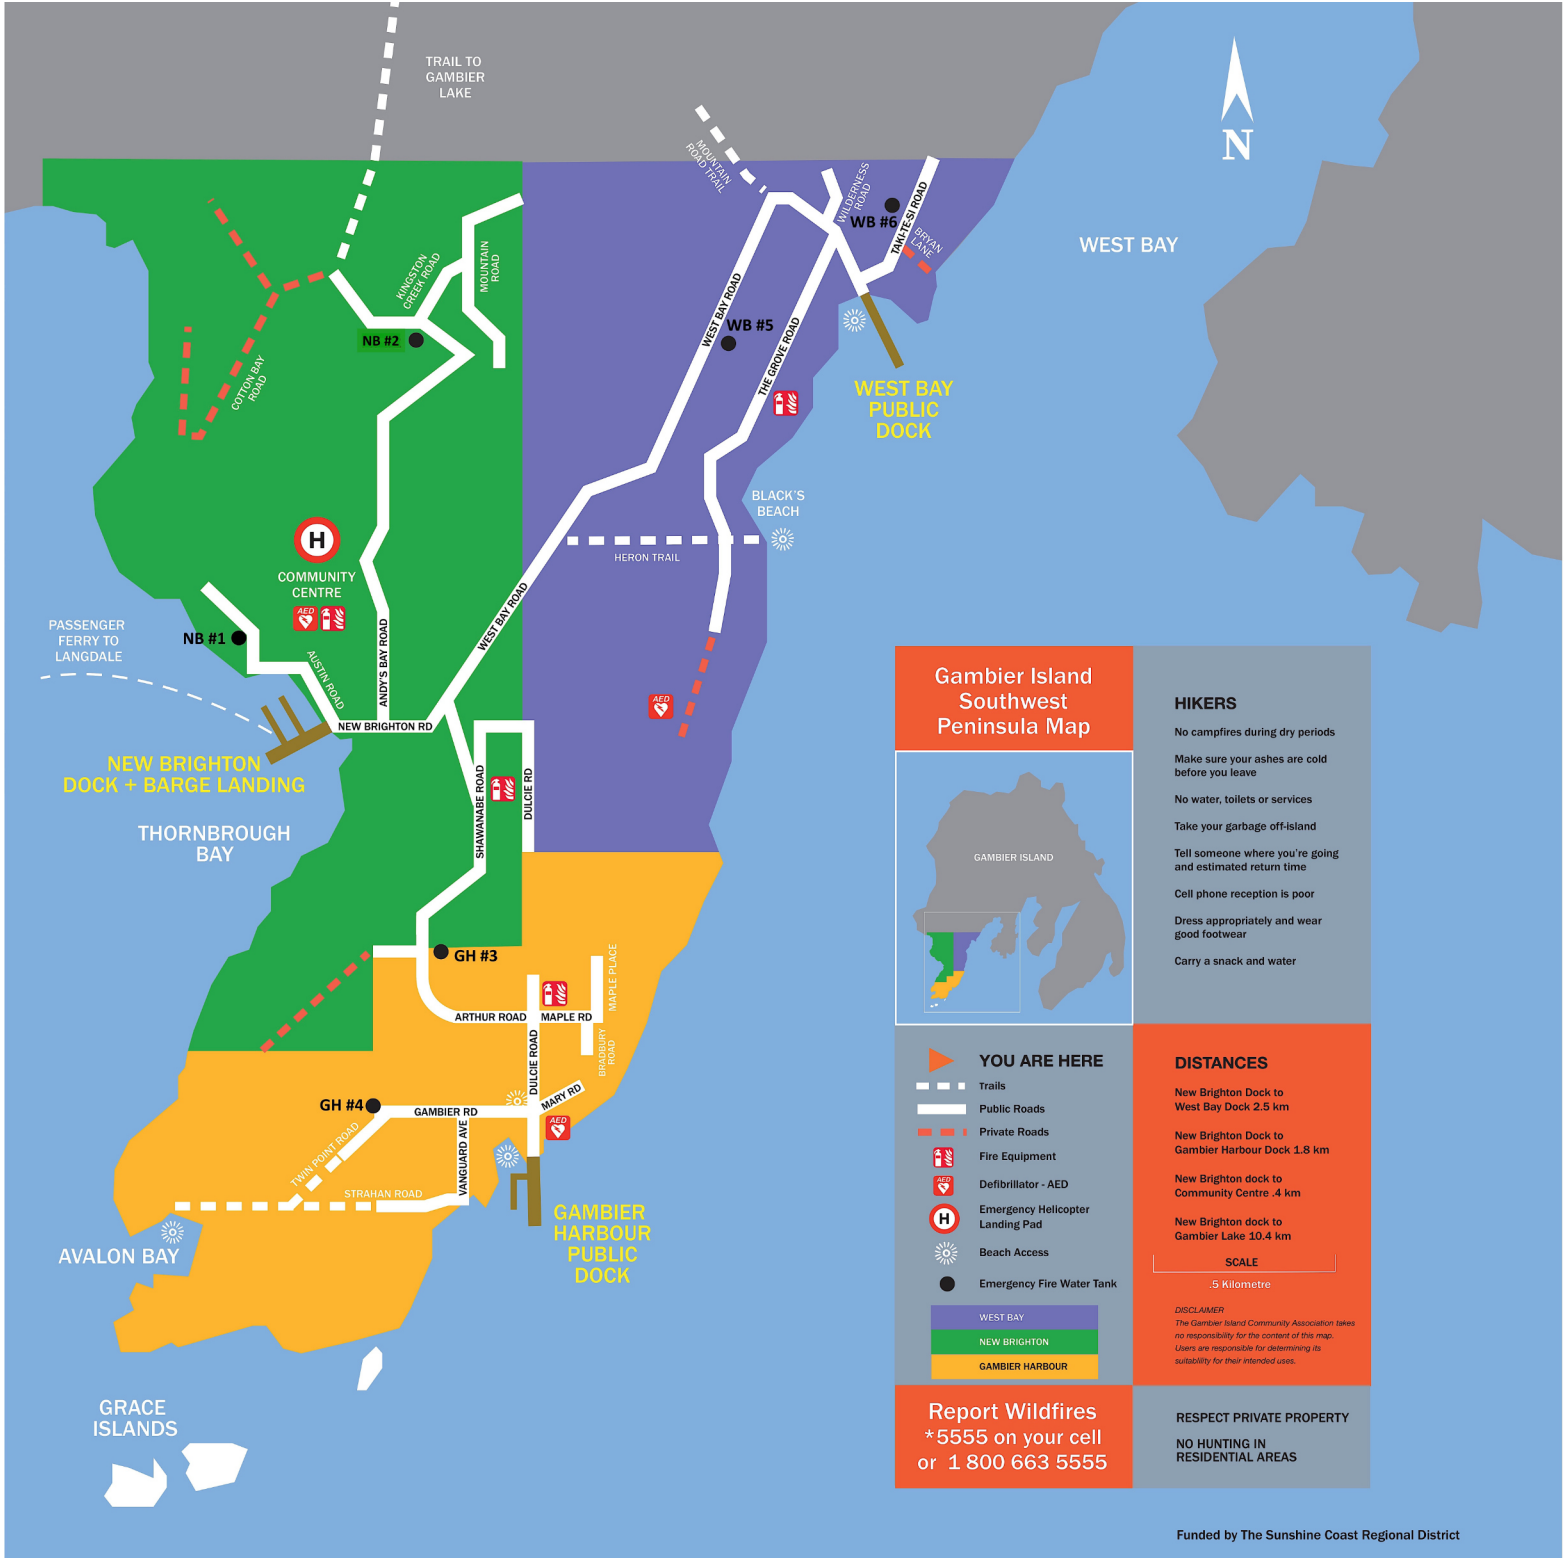 TRAIL TO
GAMBIER
LAKE
MOUNTAIN
ROAD TRAIL
WILDERNESS
ROAD
WB #6
TAKI-TE-SI ROAD
BRYAN
LANE
N
WEST BAY
KINGSTON
CREEK ROAD
MOUNTAIN
ROAD
NB #2
COTTON BAY
ROAD
WEST BAY ROAD
WB #5
THE GROVE ROAD
WEST BAY
PUBLIC
DOCK
BLACK'S
BEACH
HERON TRAIL
H
COMMUNITY
CENTRE
AED
PASSENGER
FERRY TO
LANGDALE
NB #1
AUSTIN ROAD
ANDY'S BAY ROAD
WEST BAY ROAD
NEW BRIGHTON RD
AED
NEW BRIGHTON
DOCK + BARGE LANDING
THORNBROUGH
BAY
SHAWANABE ROAD
DULCIE RD
GH #3
MAPLE PLACE
ARTHUR ROAD
MAPLE RD
BRADBURY
ROAD
DULCIE ROAD
MARY RD
GH #4
GAMBIER RD
AED
TWIN POINT ROAD
VANGUARD AVE
STRAHAN ROAD
AVALON BAY
GAMBIER
HARBOUR
PUBLIC
DOCK
GRACE
ISLANDS
Gambier Island
Southwest
Peninsula Map
GAMBIER ISLAND
HIKERS
No campfires during dry periods
Make sure your ashes are cold
before you leave
No water, toilets or services
Take your garbage off-island
Tell someone where you're going
and estimated return time
Cell phone reception is poor
Dress appropriately and wear
good footwear
Carry a snack and water
YOU ARE HERE
Trails
Public Roads
Private Roads
Fire Equipment
AED
Defibrillator - AED
H
Emergency Helicopter
Landing Pad
Beach Access
Emergency Fire Water Tank
WEST BAY
NEW BRIGHTON
GAMBIER HARBOUR
DISTANCES
New Brighton Dock to
West Bay Dock 2.5 km
New Brighton Dock to
Gambier Harbour Dock 1.8 km
New Brighton dock to
Community Centre .4 km
New Brighton dock to
Gambier Lake 10.4 km
SCALE
.5 Kilometre
DISCLAIMER
The Gambier Island Community Association takes
no responsibility for the content of this map.
Users are responsible for determining its
suitablility for their intended uses.
Report Wildfires
*5555 on your cell
or 1 800 663 5555
RESPECT PRIVATE PROPERTY
NO HUNTING IN
RESIDENTIAL AREAS
Funded by The Sunshine Coast Regional District